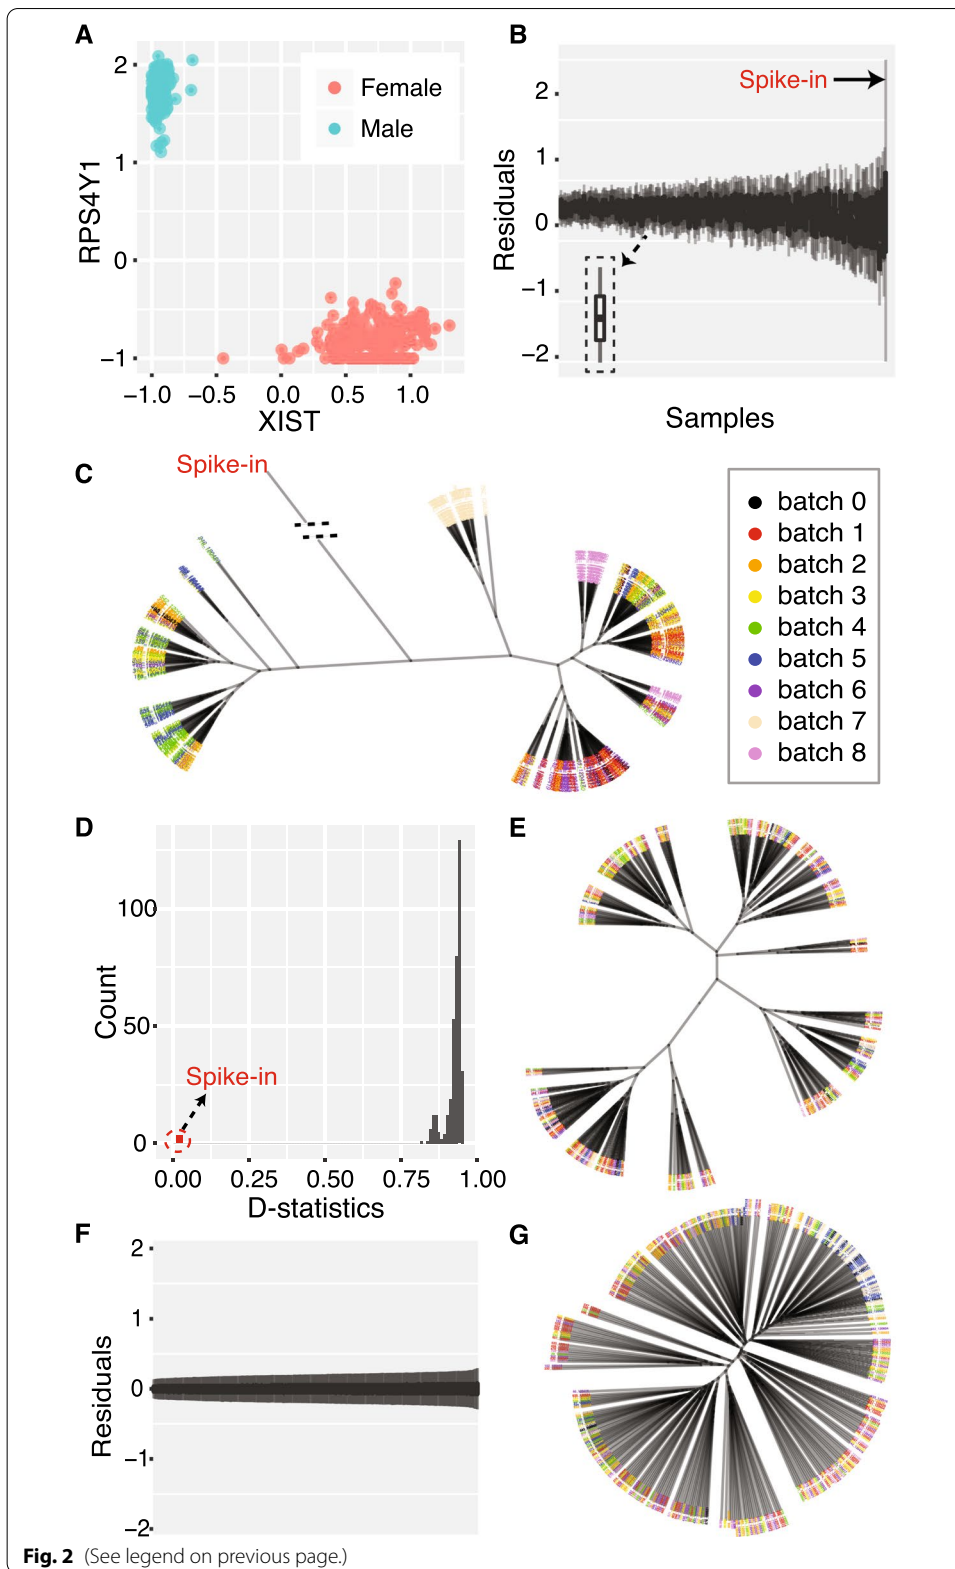 A
2
1
0
−1
RPS4Y1
−1.0 −0.5 0.0 0.5 1.0
XIST
Female
Male
B
Spike-in
2
1
0
−1
−2
Residuals
Samples
C
Spike-in
batch 0
batch 1
batch 2
batch 3
batch 4
batch 5
batch 6
batch 7
batch 8
D
100
50
0
Count
Spike-in
0.00 0.25 0.50 0.75 1.00
D-statistics
E
F
2
1
0
−1
−2
Residuals
G
Fig. 2 (See legend on previous page.)